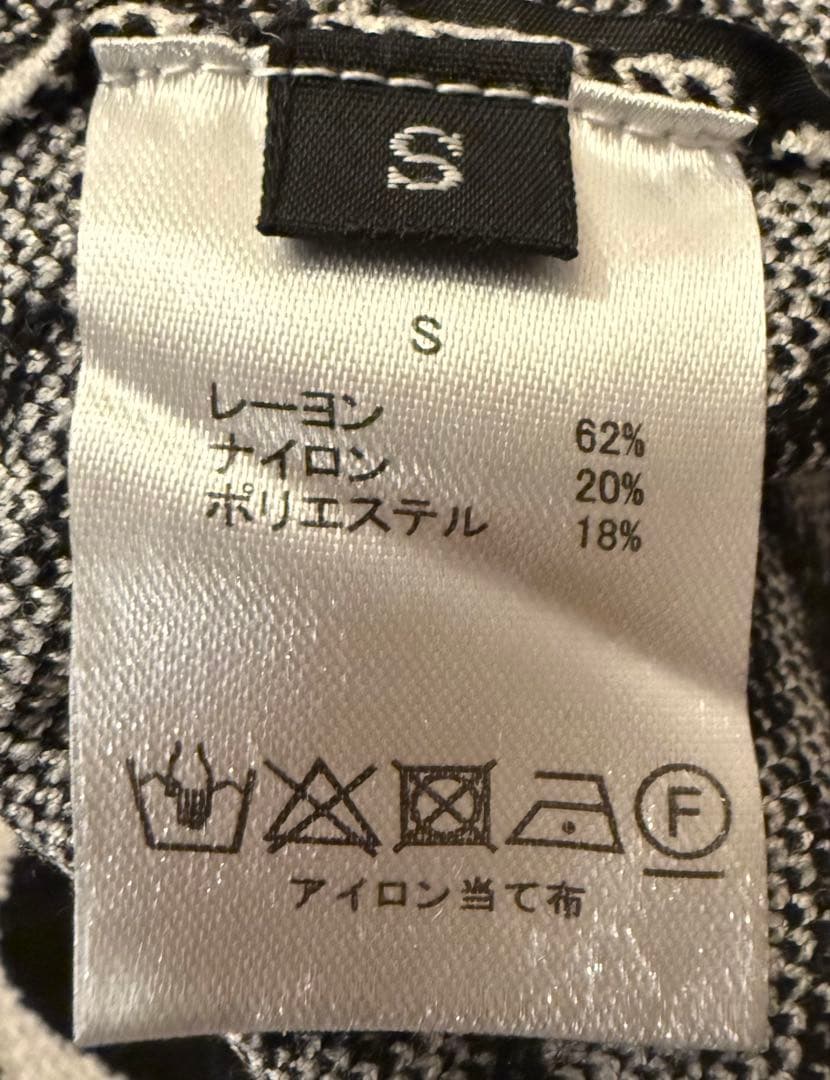 S
S
レーヨン 62%
ナイロン 20%
ポリエステル 18%
F
アイロン当て布